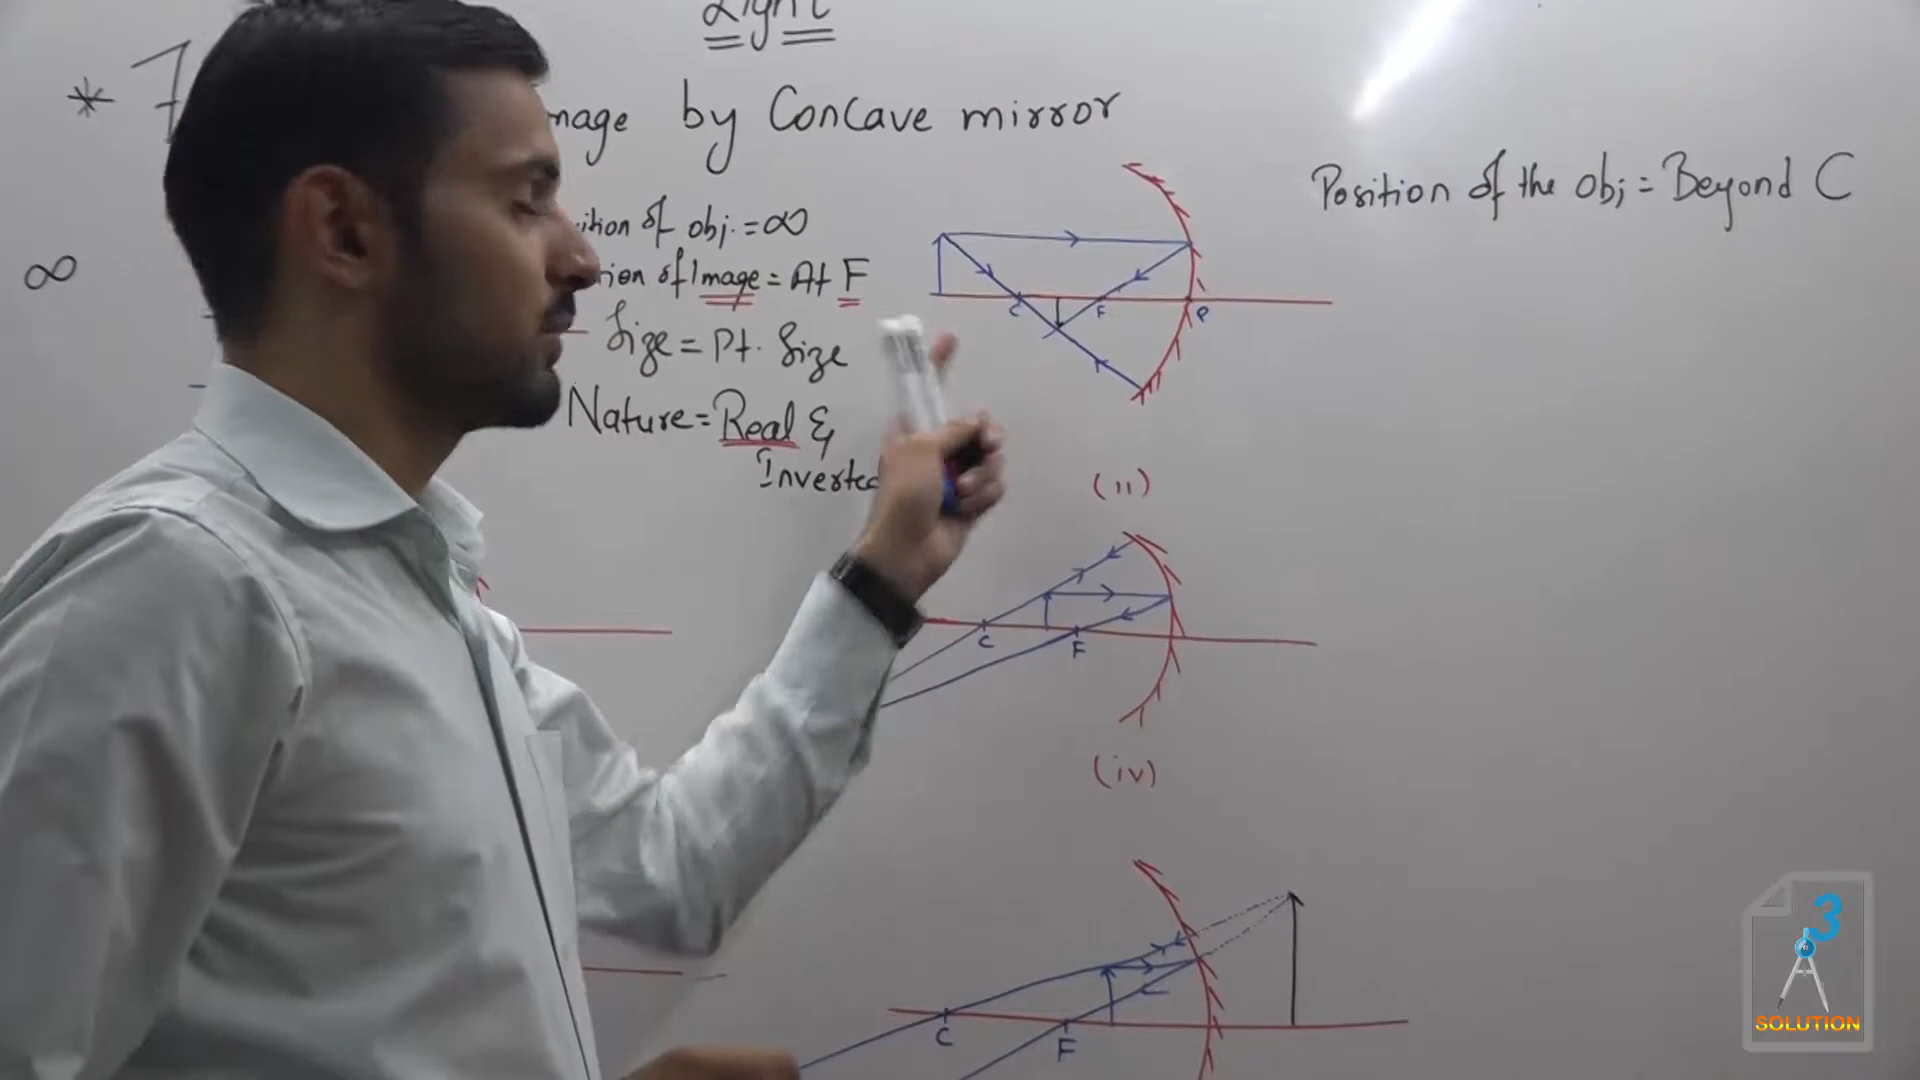 Light
* mage by Concave mirror
∞
ition of obj. = ∞
tion of Image = At F
Size = Pt. Size
Nature = Real &
Inverted
Position of the obj = Beyond C
C F P
(ii)
C F
(iv)
C F
3
SOLUTION